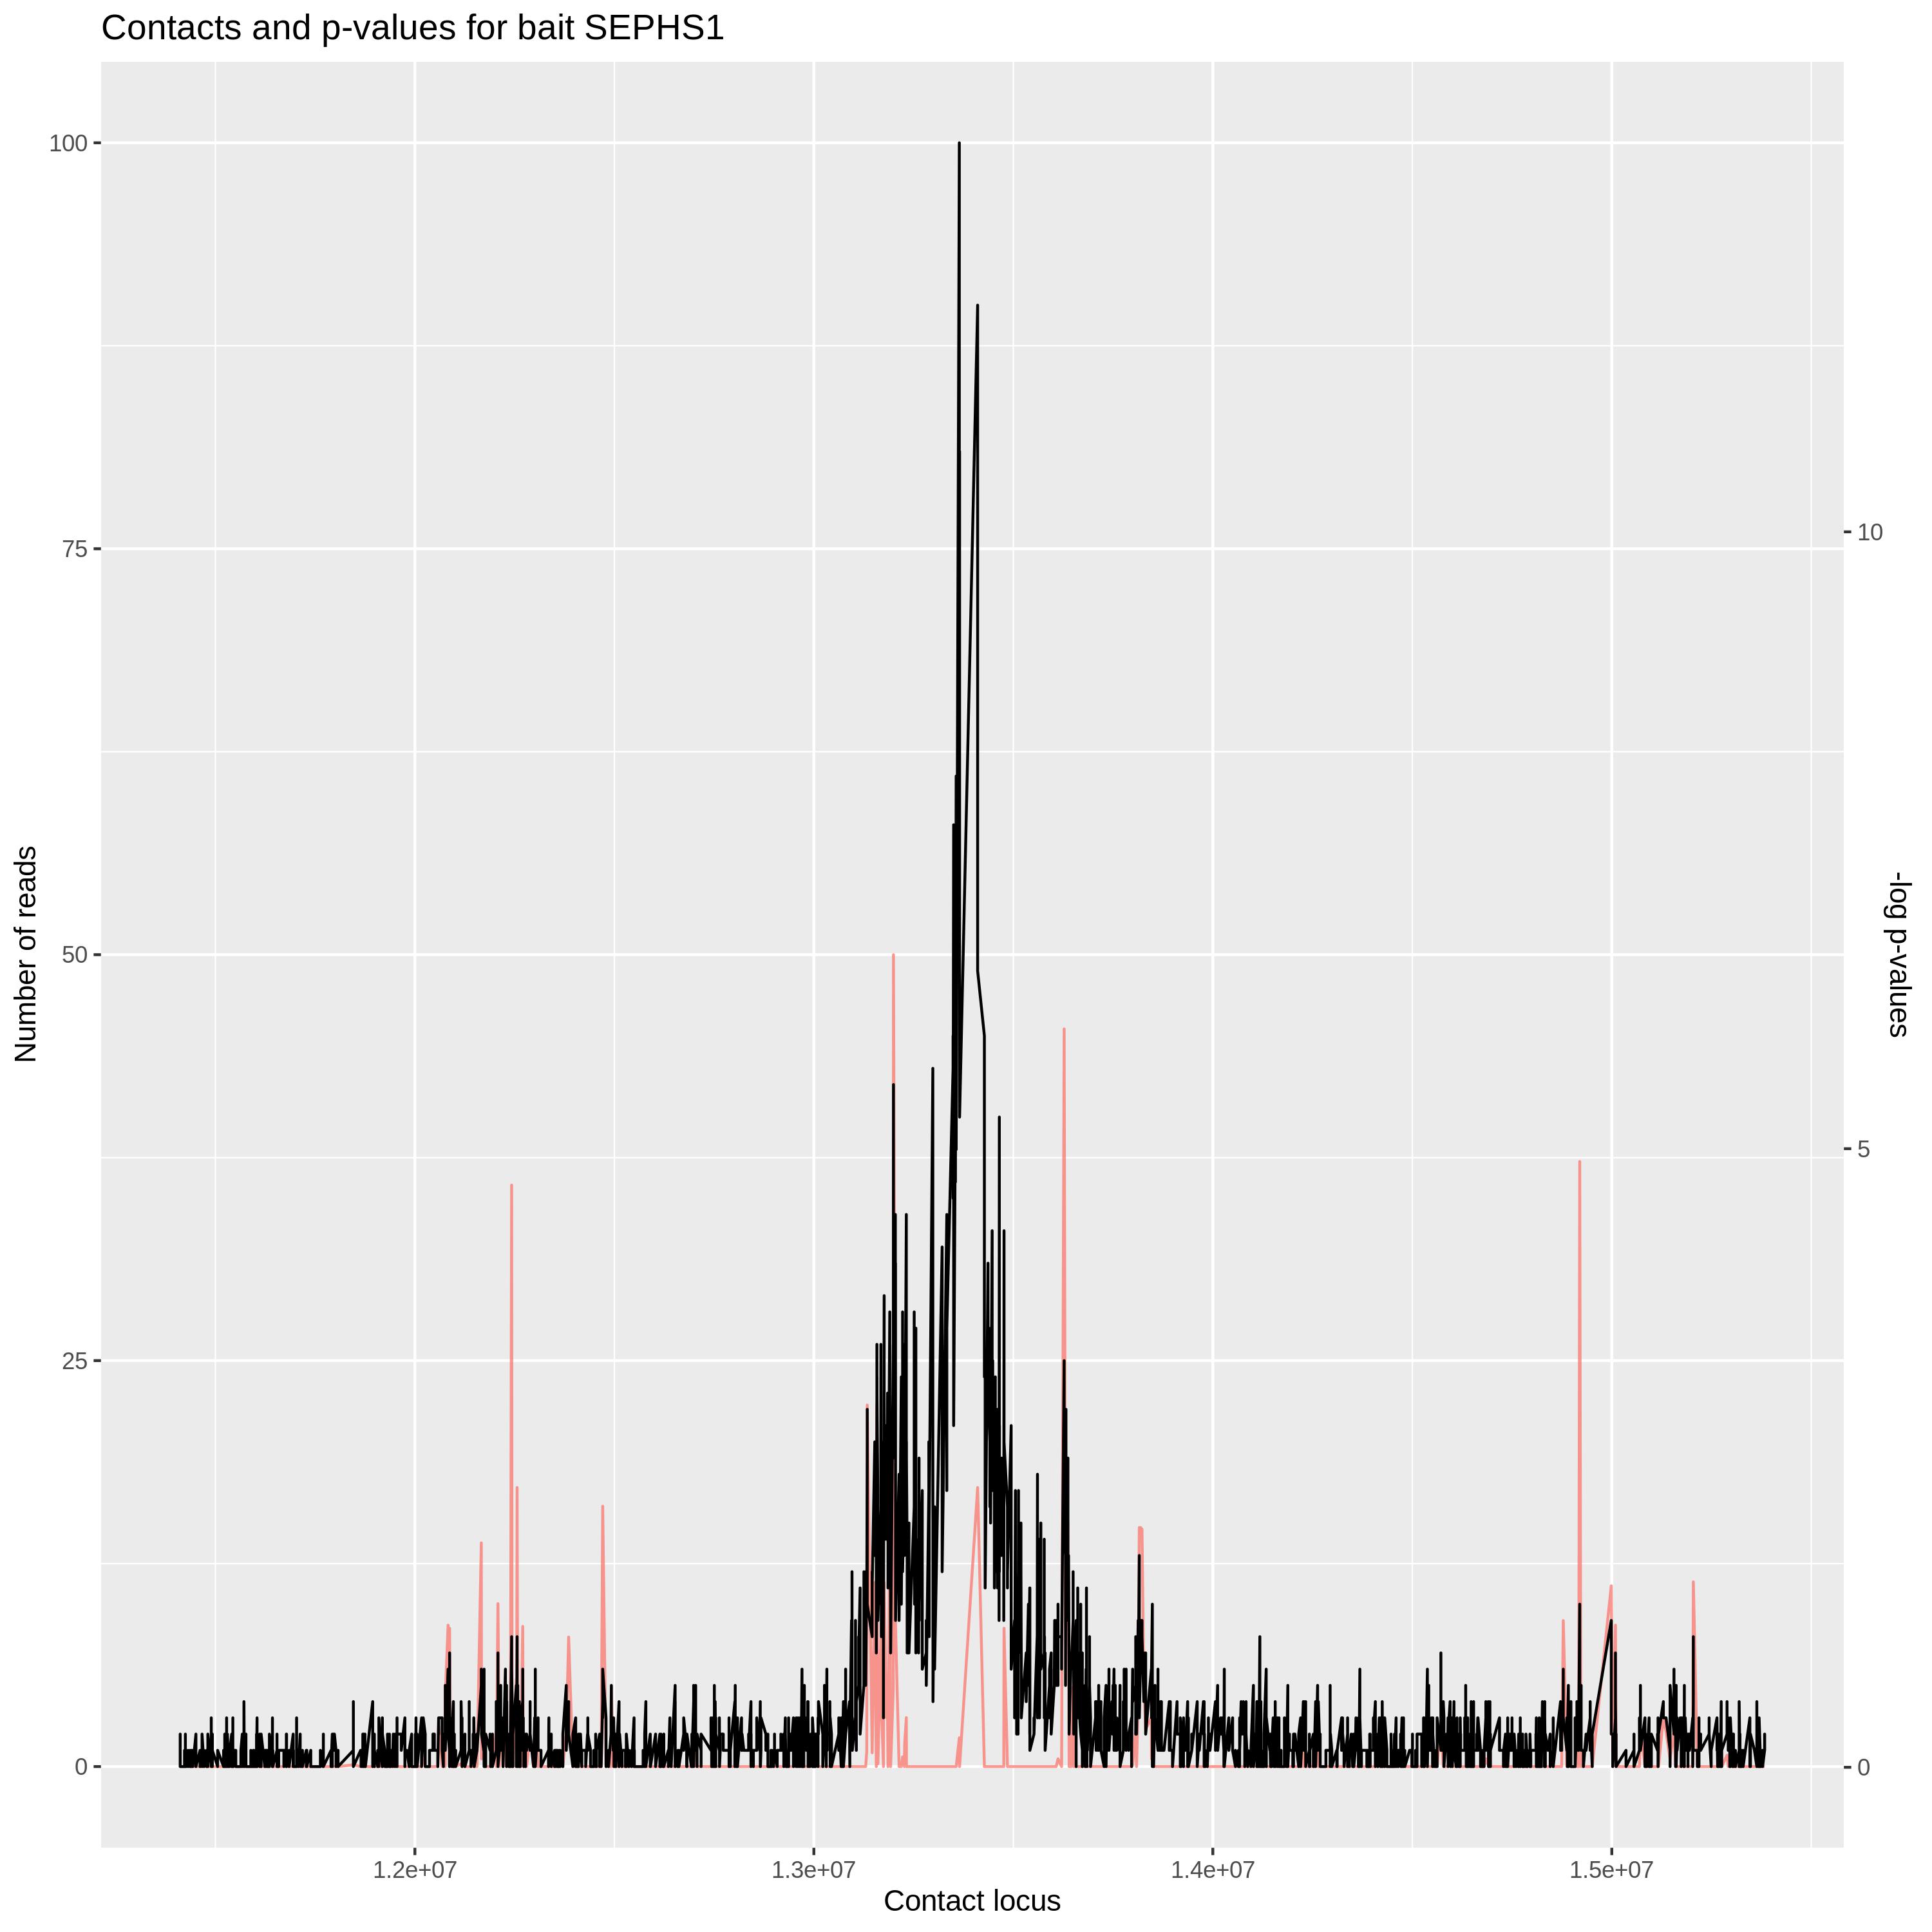 Contacts and p-values for bait SEPHS1
100
75
50
25
0
Number of reads
10
5
0
-log p-values
1.2e+07
1.3e+07
1.4e+07
1.5e+07
Contact locus